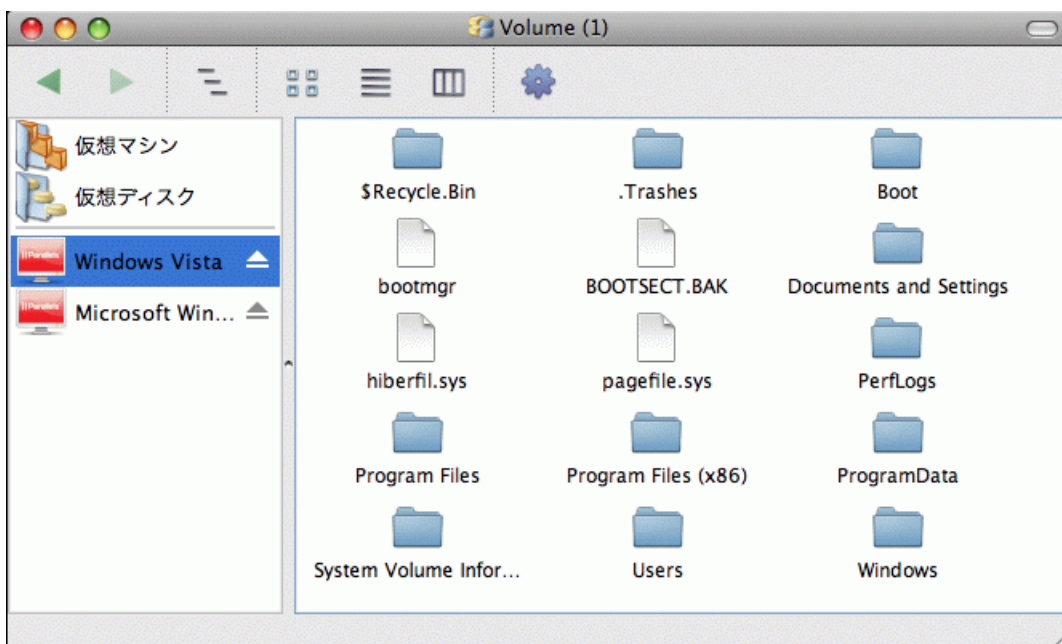 Volume (1)
仮想マシン
仮想ディスク
Windows Vista
Microsoft Win...
$Recycle.Bin
.Trashes
Boot
bootmgr
BOOTSECT.BAK
Documents and Settings
hiberfil.sys
pagefile.sys
PerfLogs
Program Files
Program Files (x86)
ProgramData
System Volume Infor...
Users
Windows